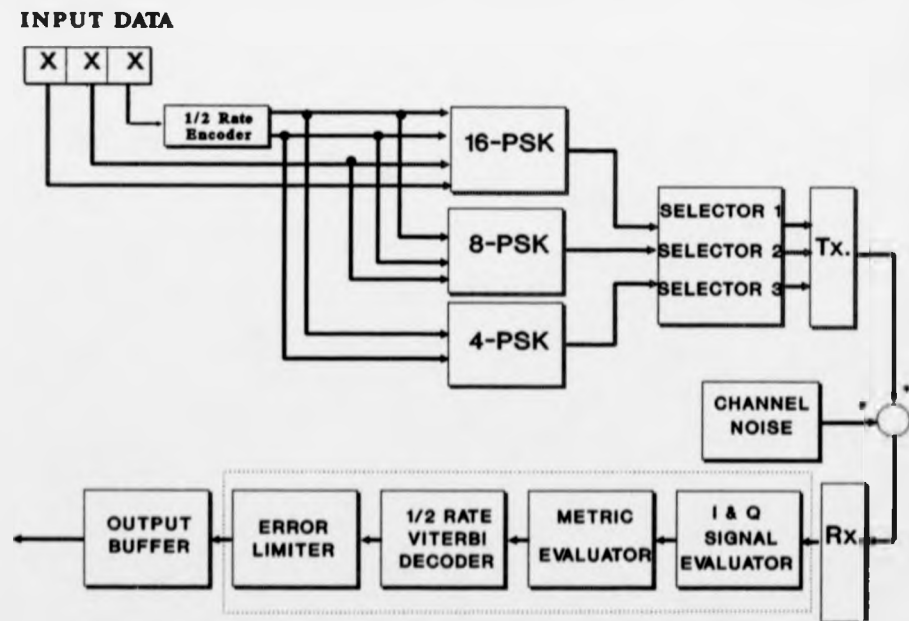 INPUT DATA
X X X
1/2 Rate
Encoder
16-PSK
8-PSK
4-PSK
SELECTOR 1
SELECTOR 2
SELECTOR 3
Tx.
CHANNEL
NOISE
OUTPUT
BUFFER
ERROR
LIMITER
1/2 RATE
VITERBI
DECODER
METRIC
EVALUATOR
I & Q
SIGNAL
EVALUATOR
Rx